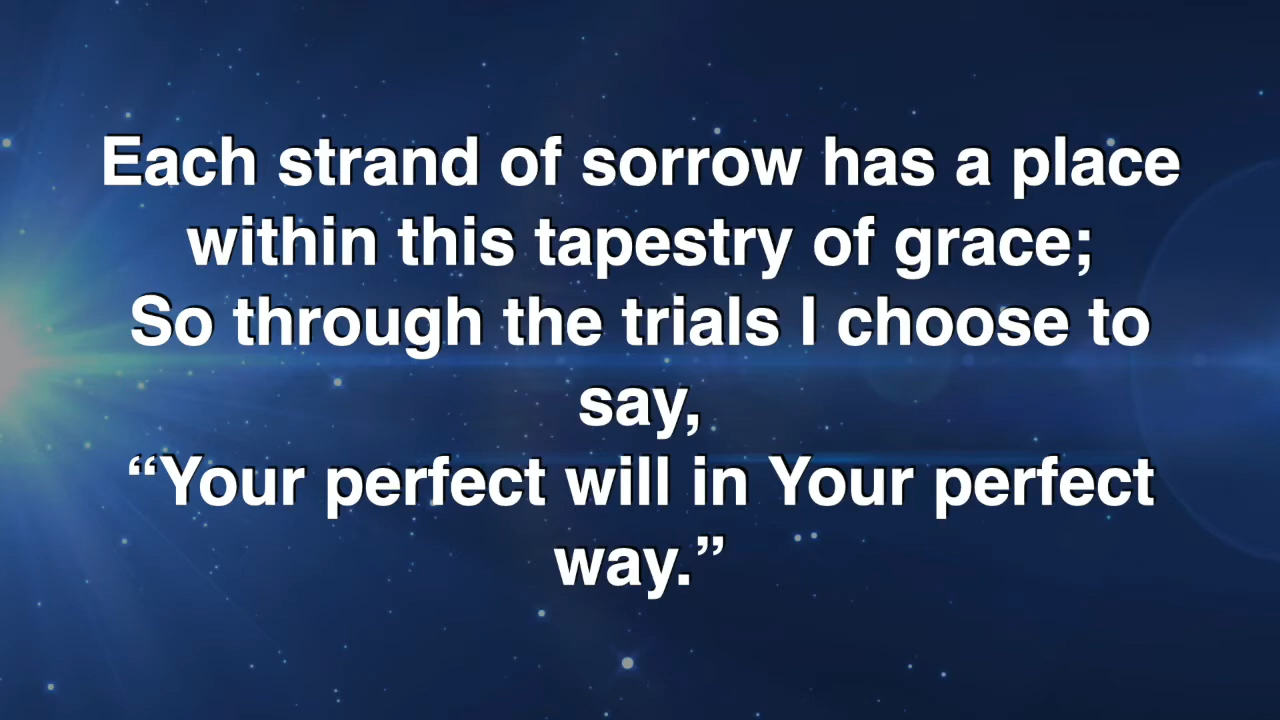 Each strand of sorrow has a place
within this tapestry of grace;
So through the trials I choose to
say,
“Your perfect will in Your perfect
way.”